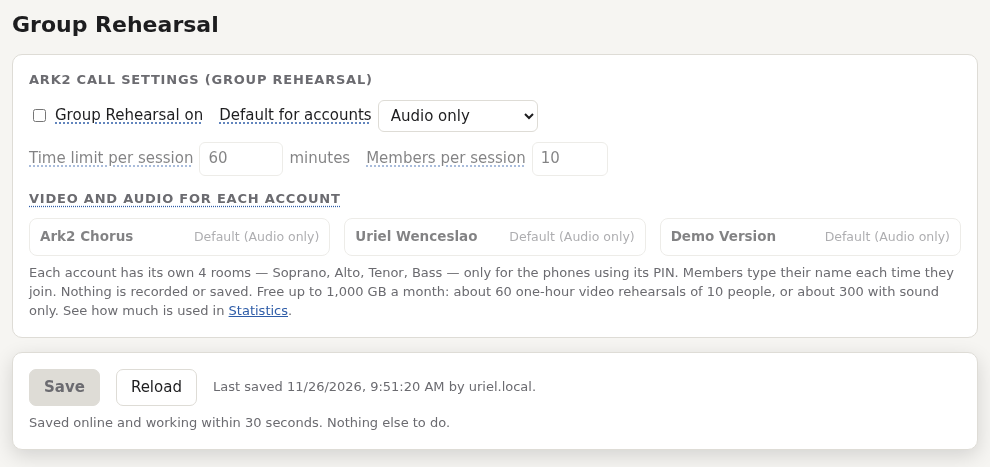 Group Rehearsal
ARK2 CALL SETTINGS (GROUP REHEARSAL)
Group Rehearsal on Default for accounts Audio only
Time limit per session 60 minutes Members per session 10
VIDEO AND AUDIO FOR EACH ACCOUNT
Ark2 Chorus Default (Audio only) Uriel Wenceslao Default (Audio only) Demo Version Default (Audio only)
Each account has its own 4 rooms — Soprano, Alto, Tenor, Bass — only for the phones using its PIN. Members type their name each time they
join. Nothing is recorded or saved. Free up to 1,000 GB a month: about 60 one-hour video rehearsals of 10 people, or about 300 with sound
only. See how much is used in Statistics.
Save Reload Last saved 11/26/2026, 9:51:20 AM by uriel.local.
Saved online and working within 30 seconds. Nothing else to do.